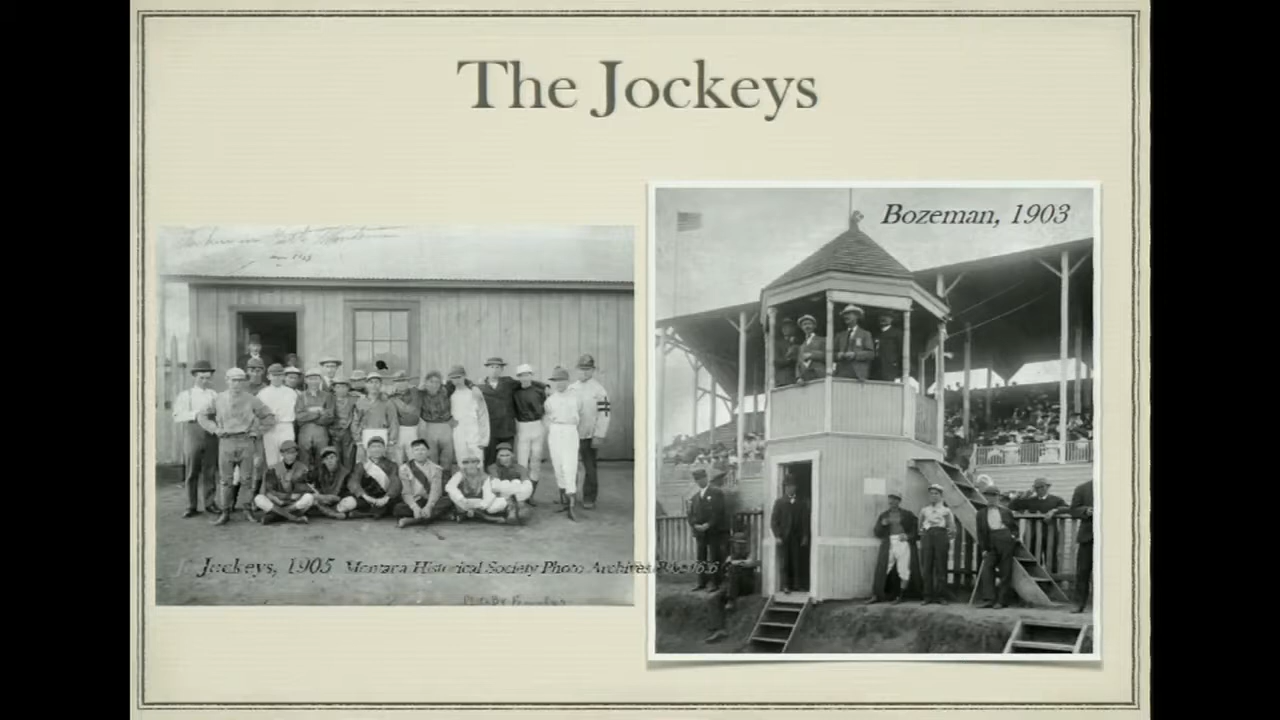 The Jockeys
Bozeman, 1903
Jockeys, 1905 Montana Historical Society Photo Archives